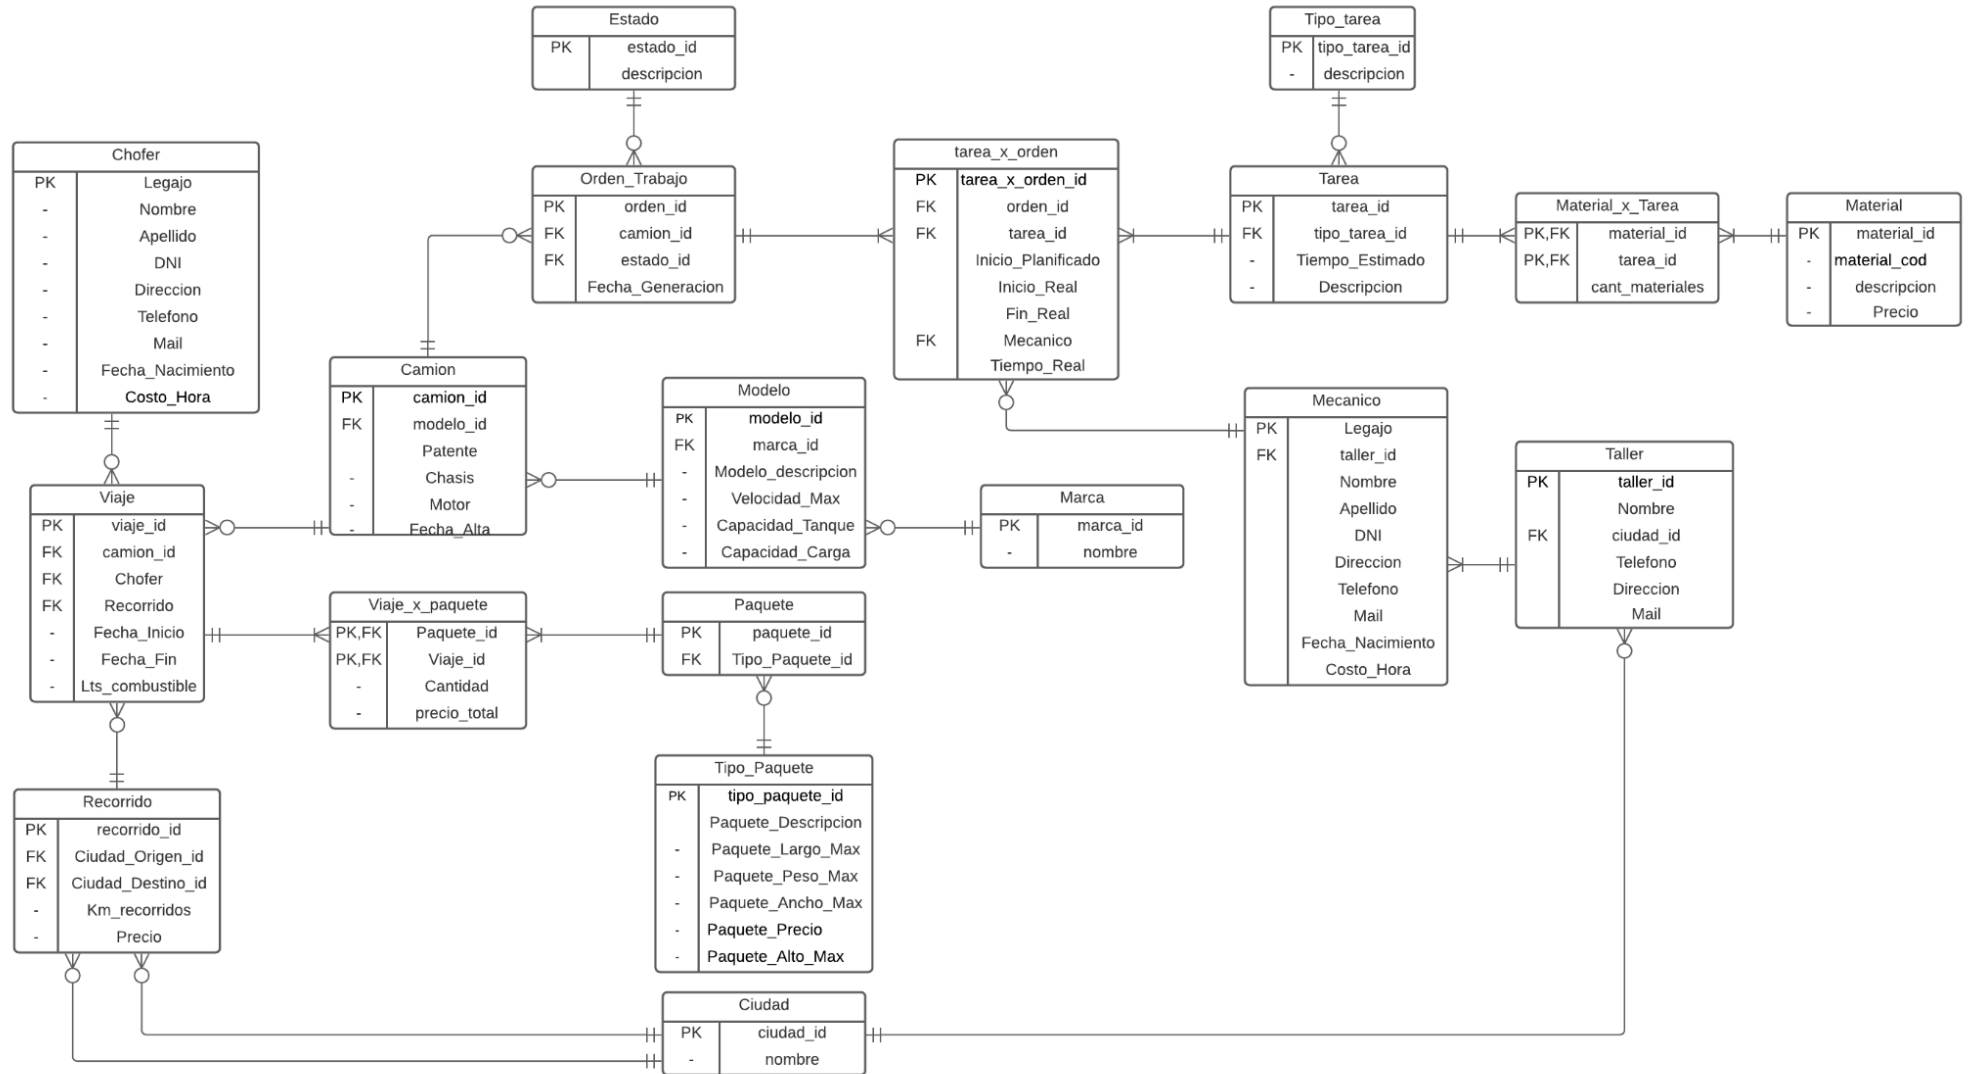 Estado
PK estado_id
descripcion
Tipo_tarea
PK tipo_tarea_id
- descripcion
Chofer
PK Legajo
- Nombre
- Apellido
- DNI
- Direccion
- Telefono
- Mail
- Fecha_Nacimiento
- Costo_Hora
Orden_Trabajo
PK orden_id
FK camion_id
FK estado_id
Fecha_Generacion
tarea_x_orden
PK tarea_x_orden_id
FK orden_id
FK tarea_id
Inicio_Planificado
Inicio_Real
Fin_Real
FK Mecanico
Tiempo_Real
Tarea
PK tarea_id
FK tipo_tarea_id
- Tiempo_Estimado
- Descripcion
Material_x_Tarea
PK,FK material_id
PK,FK tarea_id
cant_materiales
Material
PK material_id
- material_cod
- descripcion
- Precio
Camion
PK camion_id
FK modelo_id
Patente
- Chasis
- Motor
- Fecha_Alta
Modelo
PK modelo_id
FK marca_id
- Modelo_descripcion
- Velocidad_Max
- Capacidad_Tanque
- Capacidad_Carga
Marca
PK marca_id
- nombre
Mecanico
PK Legajo
FK taller_id
Nombre
Apellido
DNI
Direccion
Telefono
Mail
Fecha_Nacimiento
Costo_Hora
Taller
PK taller_id
Nombre
FK ciudad_id
Telefono
Direccion
Mail
Viaje
PK viaje_id
FK camion_id
FK Chofer
FK Recorrido
- Fecha_Inicio
- Fecha_Fin
- Lts_combustible
Viaje_x_paquete
PK,FK Paquete_id
PK,FK Viaje_id
- Cantidad
- precio_total
Paquete
PK paquete_id
FK Tipo_Paquete_id
Tipo_Paquete
PK tipo_paquete_id
Paquete_Descripcion
- Paquete_Largo_Max
- Paquete_Peso_Max
- Paquete_Ancho_Max
- Paquete_Precio
- Paquete_Alto_Max
Recorrido
PK recorrido_id
FK Ciudad_Origen_id
FK Ciudad_Destino_id
- Km_recorridos
- Precio
Ciudad
PK ciudad_id
- nombre